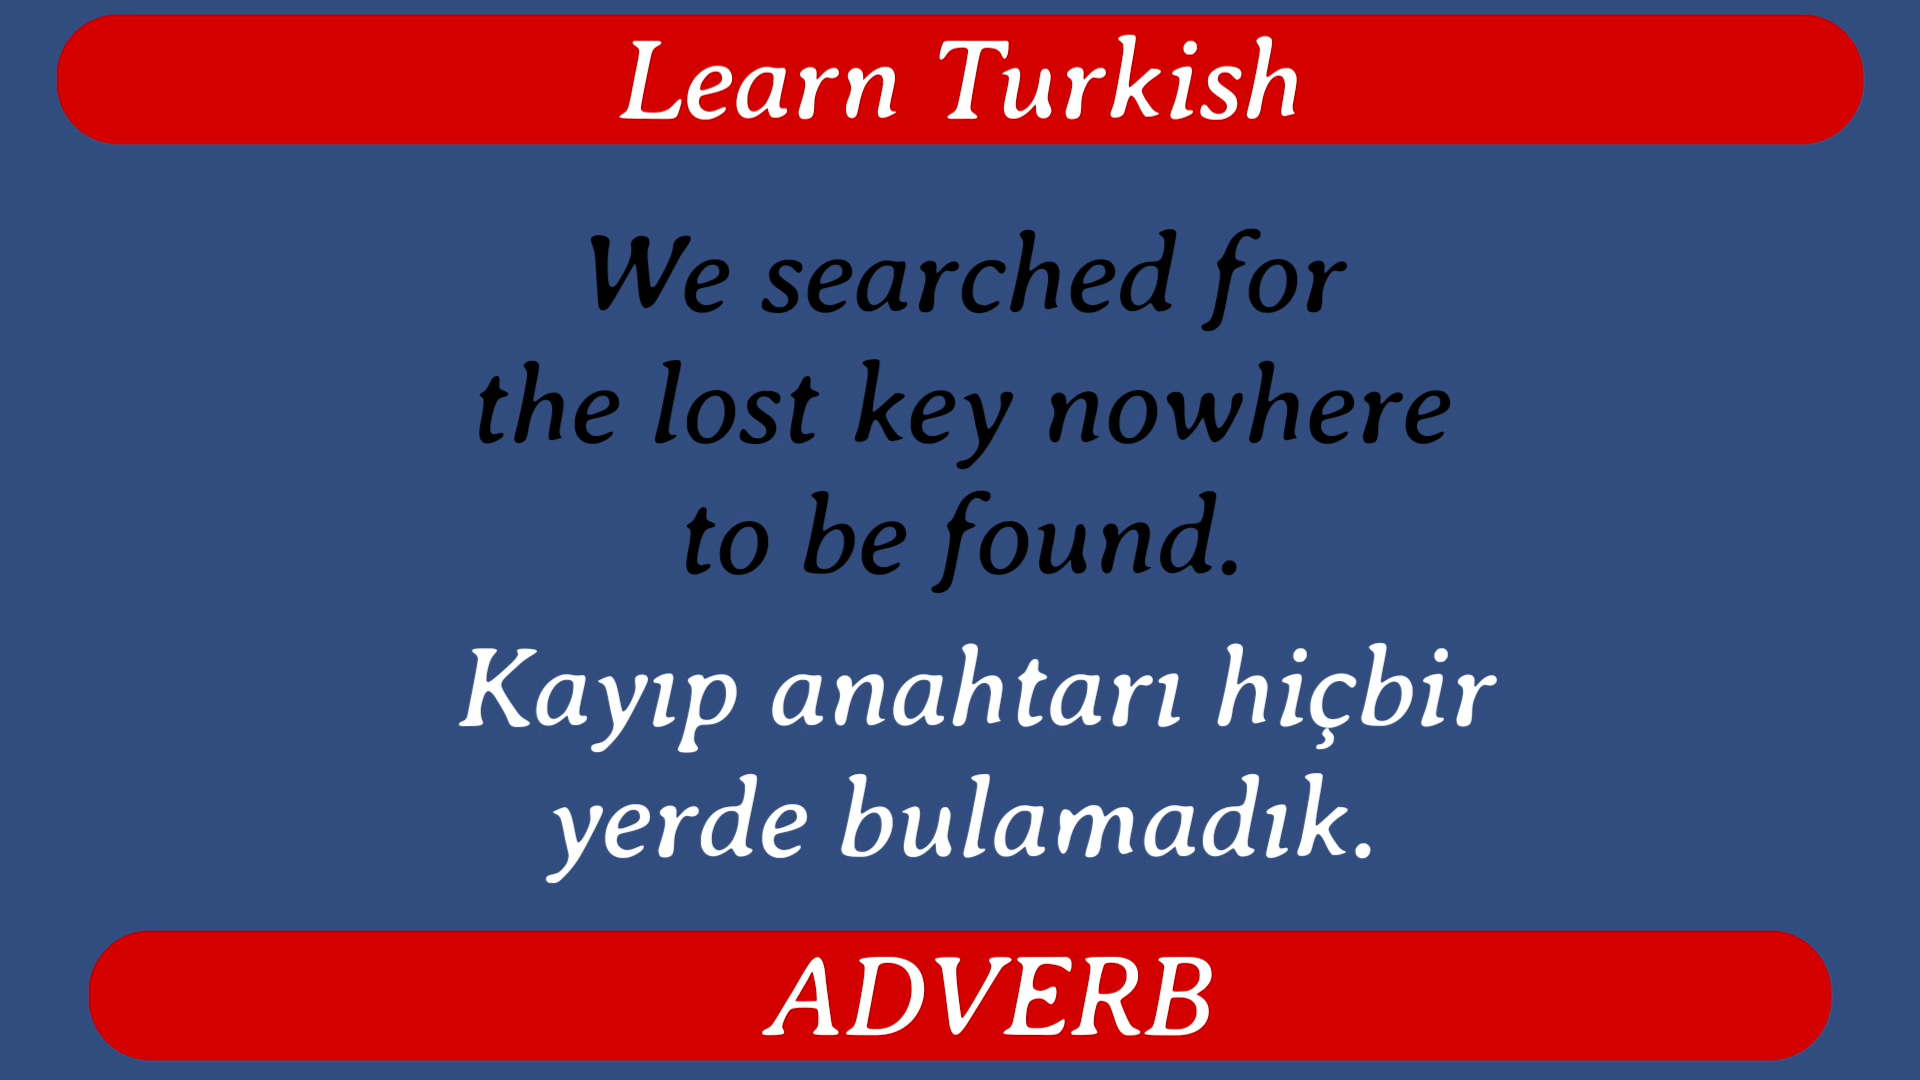 Learn Turkish
We searched for
the lost key nowhere
to be found.
Kayıp anahtarı hiçbir
yerde bulamadık.
ADVERB